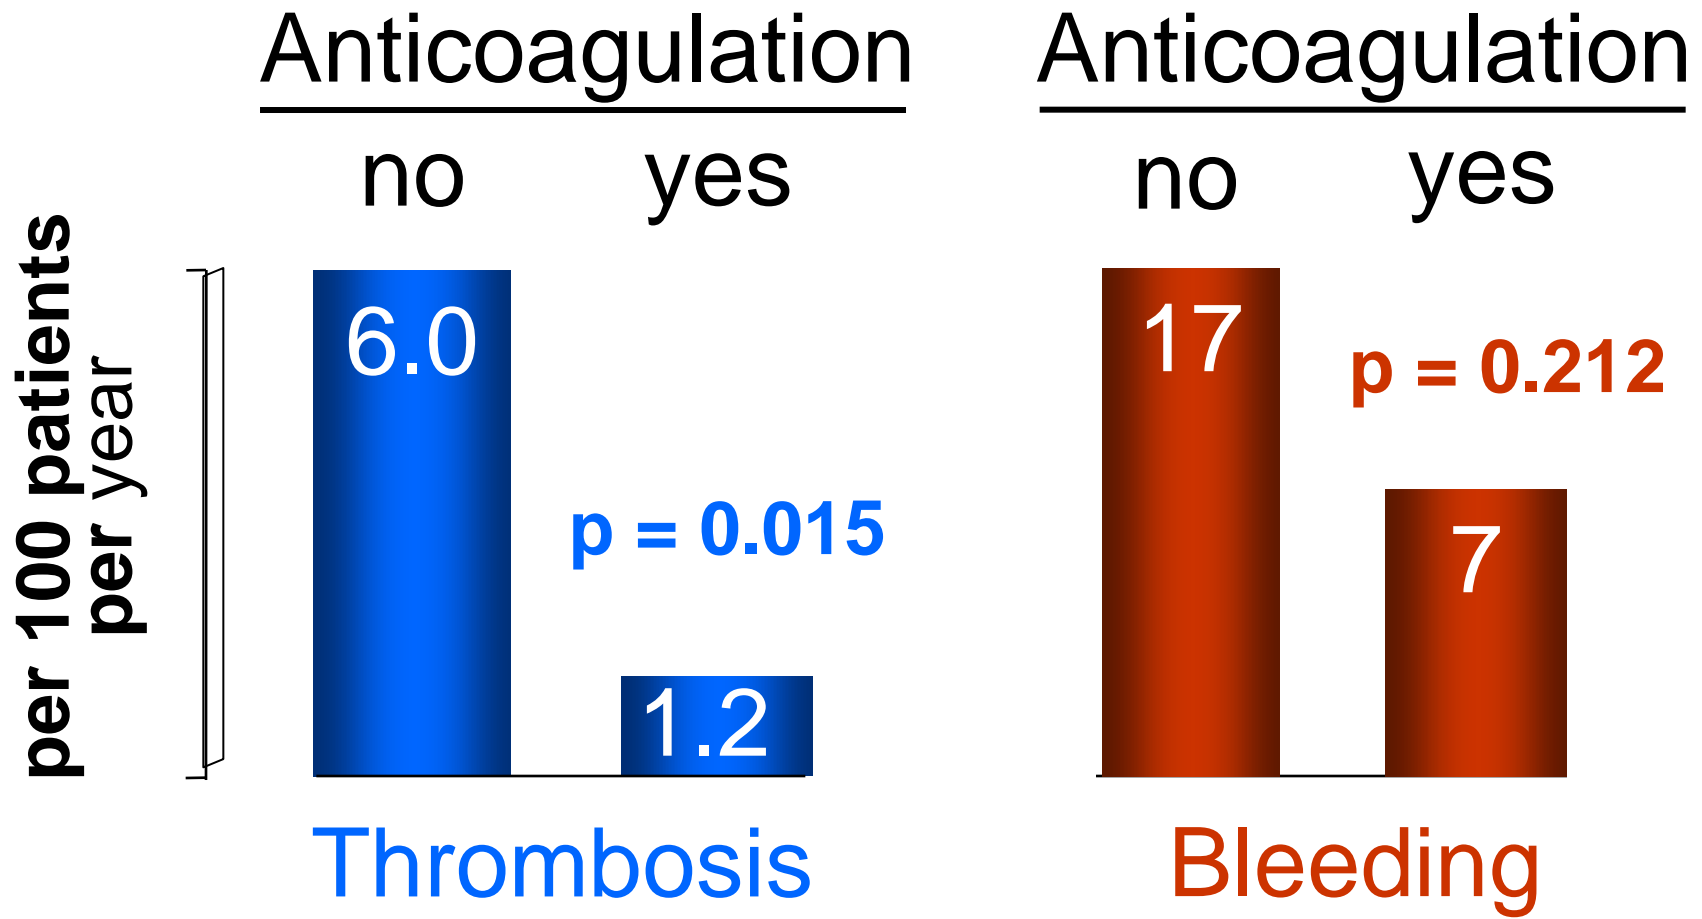 Anticoagulation
no yes
per 100 patients
per year
6.0
p = 0.015
1.2
Thrombosis
Anticoagulation
no yes
17
p = 0.212
7
Bleeding